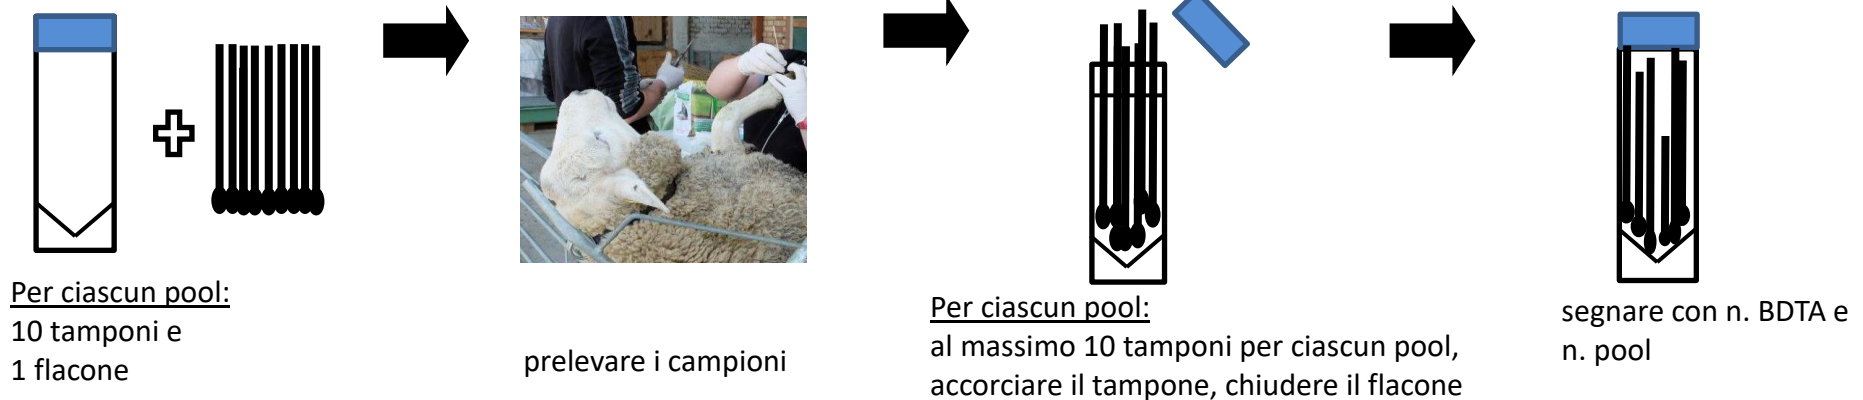 Per ciascun pool:
10 tamponi e
1 flacone
prelevare i campioni
Per ciascun pool:
al massimo 10 tamponi per ciascun pool,
accorciare il tampone, chudere il flacone
segnare con n. BDTA e
n. pool